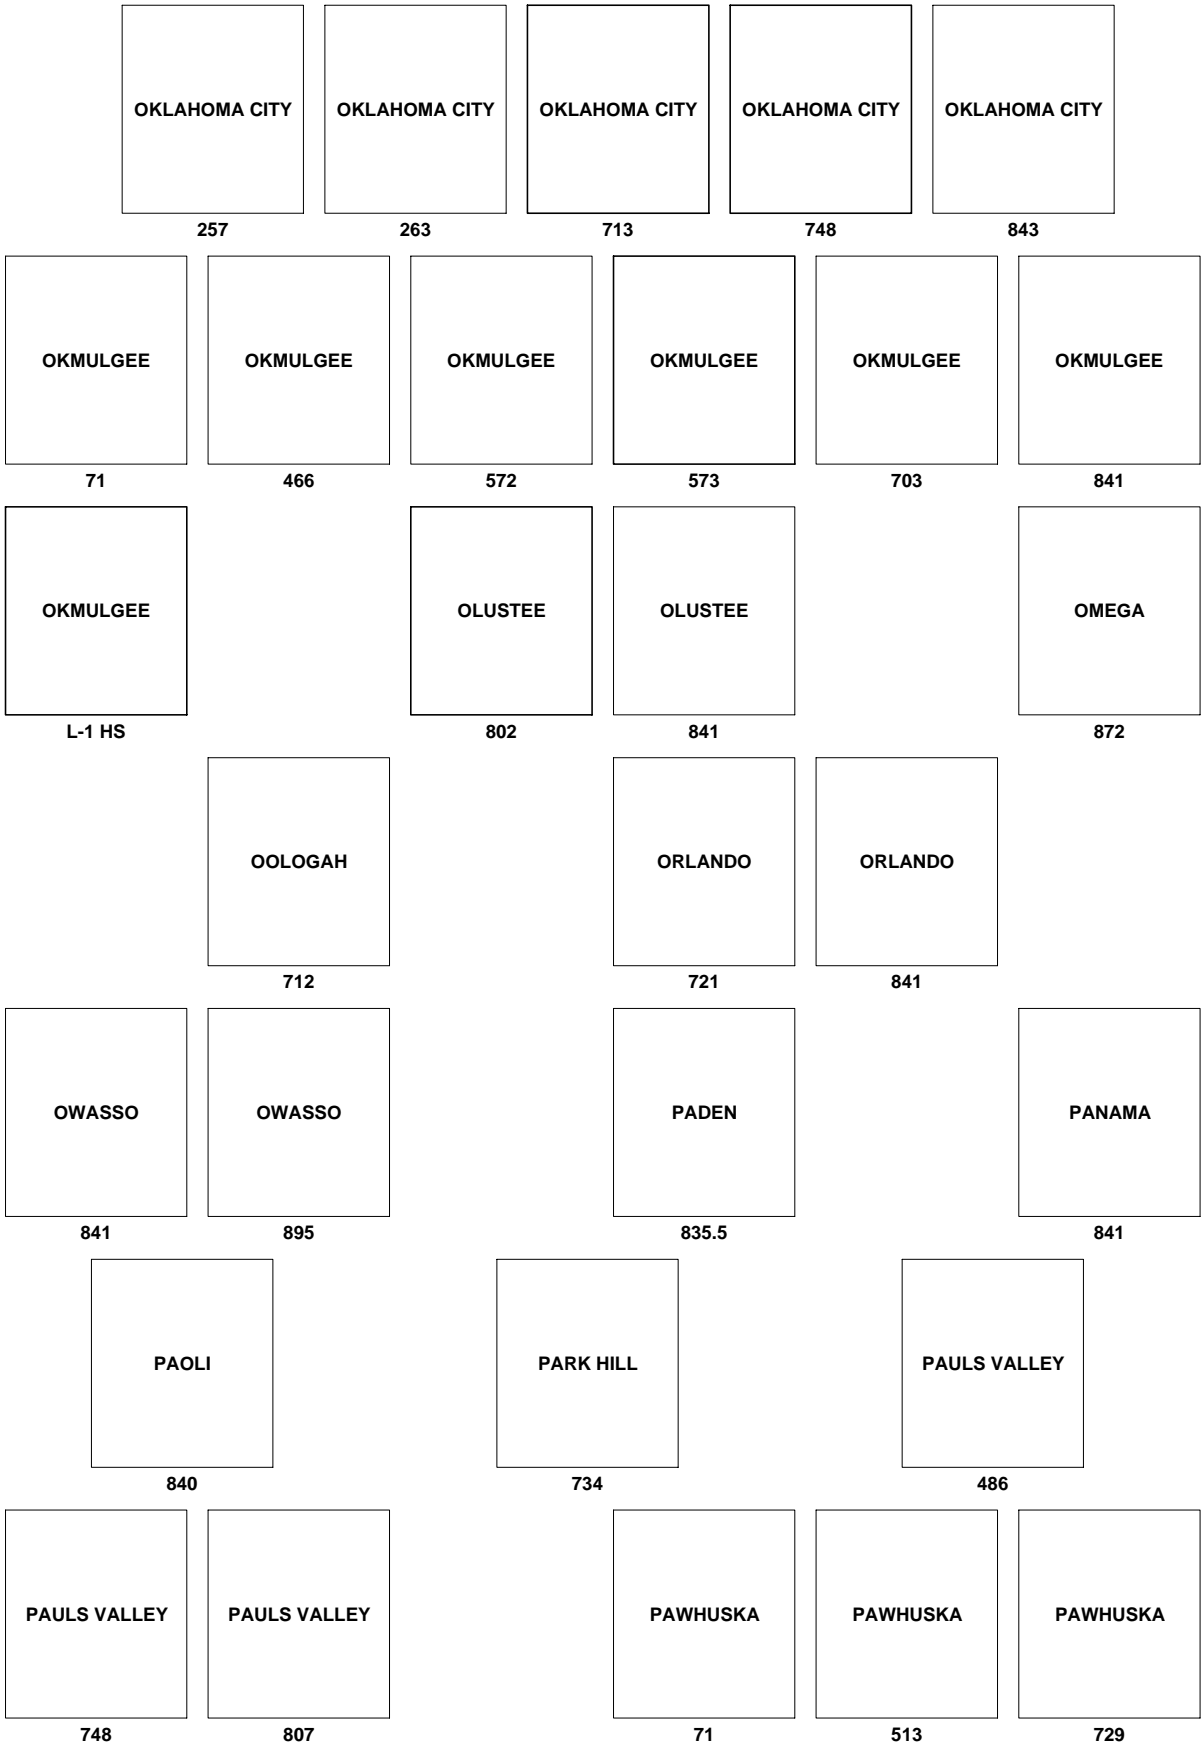 OKLAHOMA CITY OKLAHOMA CITY OKLAHOMA CITY OKLAHOMA CITY OKLAHOMA CITY
257 263 713 748 843
OKMULGEE OKMULGEE OKMULGEE OKMULGEE OKMULGEE OKMULGEE
71 466 572 573 703 841
OKMULGEE OLUSTEE OLUSTEE OMEGA
L-1 HS 802 841 872
OOLOGAH ORLANDO ORLANDO
712 721 841
OWASSO OWASSO PADEN PANAMA
841 895 835.5 841
PAOLI PARK HILL PAULS VALLEY
840 734 486
PAULS VALLEY PAULS VALLEY PAWHUSKA PAWHUSKA PAWHUSKA
748 807 71 513 729